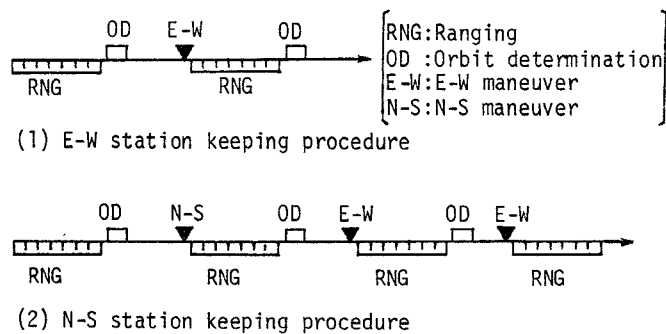 OD E-W OD
RNG RNG
RNG:Ranging
OD :Orbit determination
E-W:E-W maneuver
N-S:N-S maneuver
(1) E-W station keeping procedure
OD N-S OD E-W OD E-W
RNG RNG RNG RNG
(2) N-S station keeping procedure